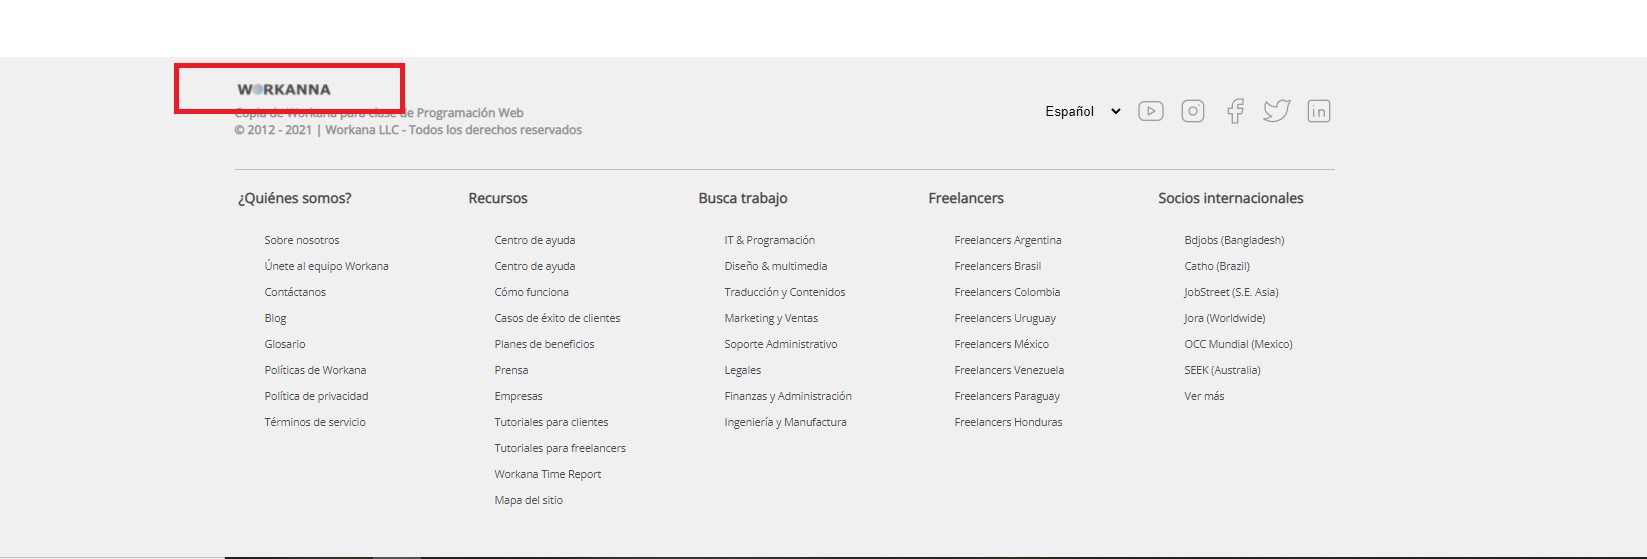 WORKANNA
Copia de Workana para clase de Programación Web
© 2012 - 2021 | Workana LLC - Todos los derechos reservados
Español
¿Quiénes somos?
Sobre nosotros
Únete al equipo Workana
Contáctanos
Blog
Glosario
Políticas de Workana
Política de privacidad
Términos de servicio
Recursos
Centro de ayuda
Centro de ayuda
Cómo funciona
Casos de éxito de clientes
Planes de beneficios
Prensa
Empresas
Tutoriales para clientes
Tutoriales para freelancers
Workana Time Report
Mapa del sitio
Busca trabajo
IT & Programación
Diseño & multimedia
Traducción y Contenidos
Marketing y Ventas
Soporte Administrativo
Legales
Finanzas y Administración
Ingeniería y Manufactura
Freelancers
Freelancers Argentina
Freelancers Brasil
Freelancers Colombia
Freelancers Uruguay
Freelancers México
Freelancers Venezuela
Freelancers Paraguay
Freelancers Honduras
Socios internacionales
Bdjobs (Bangladesh)
Catho (Brazil)
JobStreet (S.E. Asia)
Jora (Worldwide)
OCC Mundial (Mexico)
SEEK (Australia)
Ver más